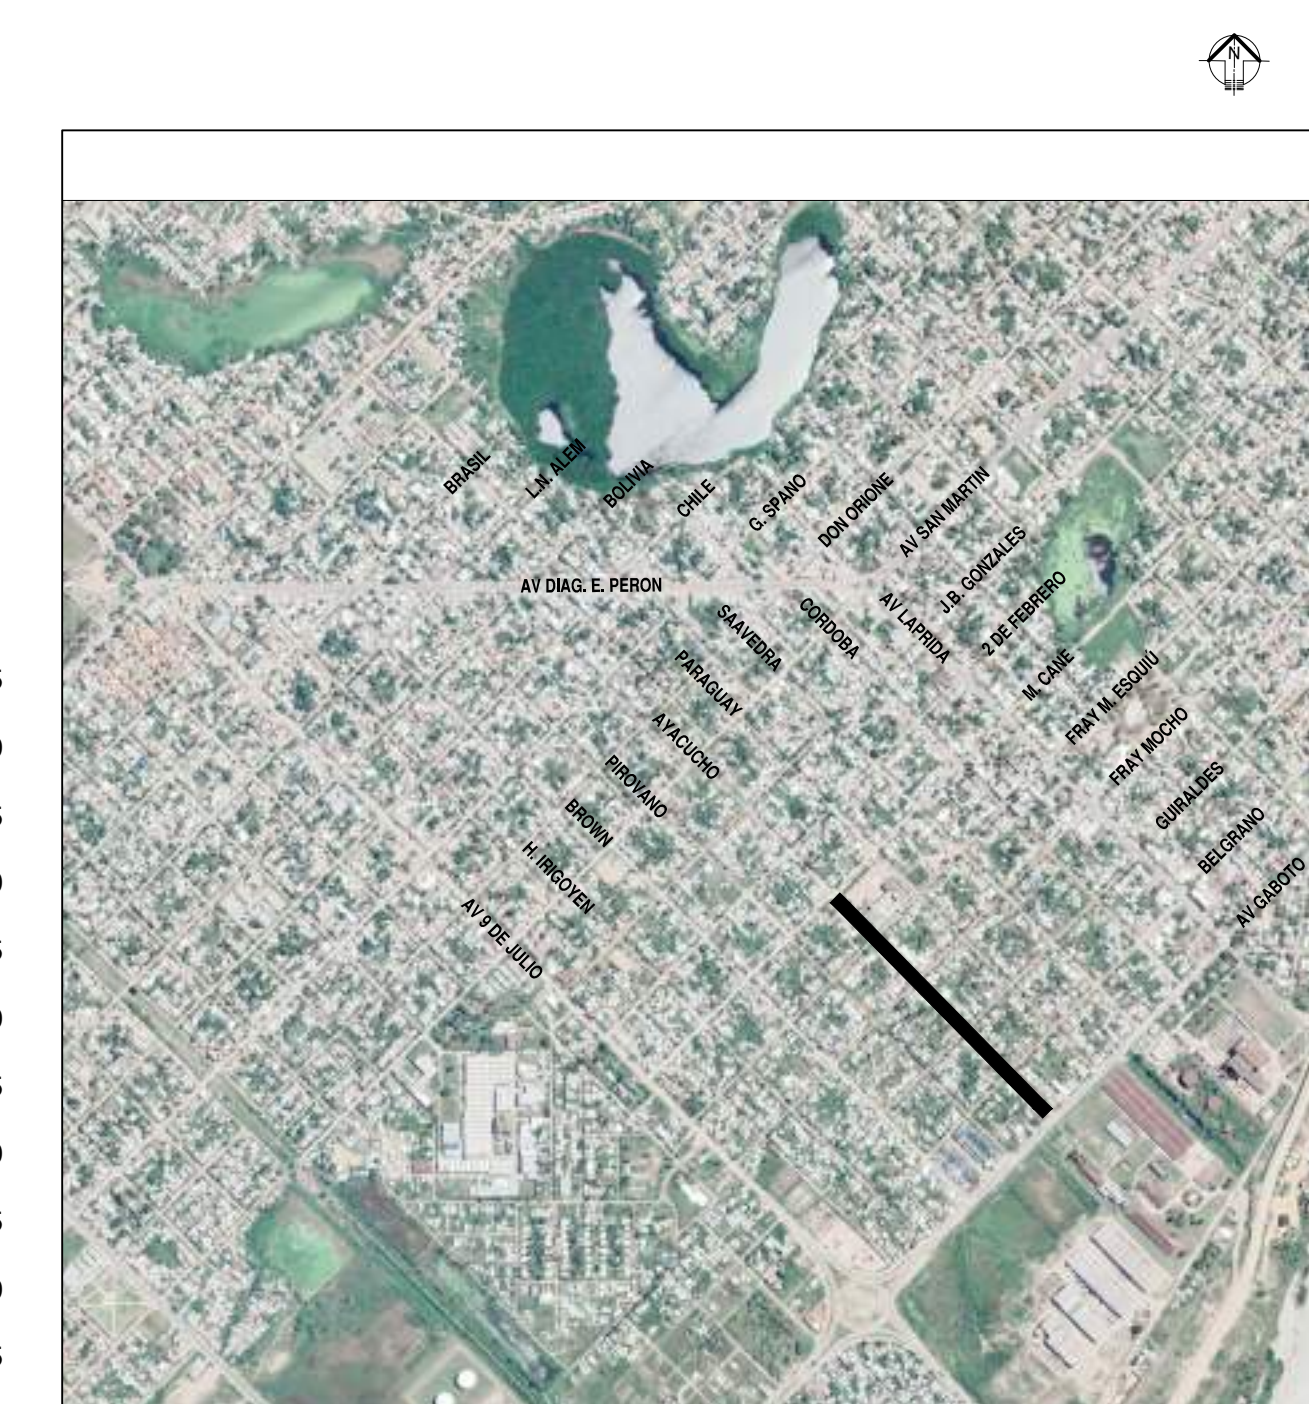 N
BRASIL
L.N. ALEM
BOLIVIA
CHILE
G. SPANO
DON ORIONE
AV SAN MARTIN
J.B. GONZALES
2 DE FEBRERO
M. CANE
FRAY M. ESQUIÚ
FRAY MOCHO
GUIRALDES
BELGRANO
AV GABOTO
AV DIAG. E. PERON
AV LAPRIDA
CORDOBA
SAAVEDRA
PARAGUAY
AYACUCHO
PIROVANO
BROWN
H. IRIGOYEN
AV 9 DE JULIO